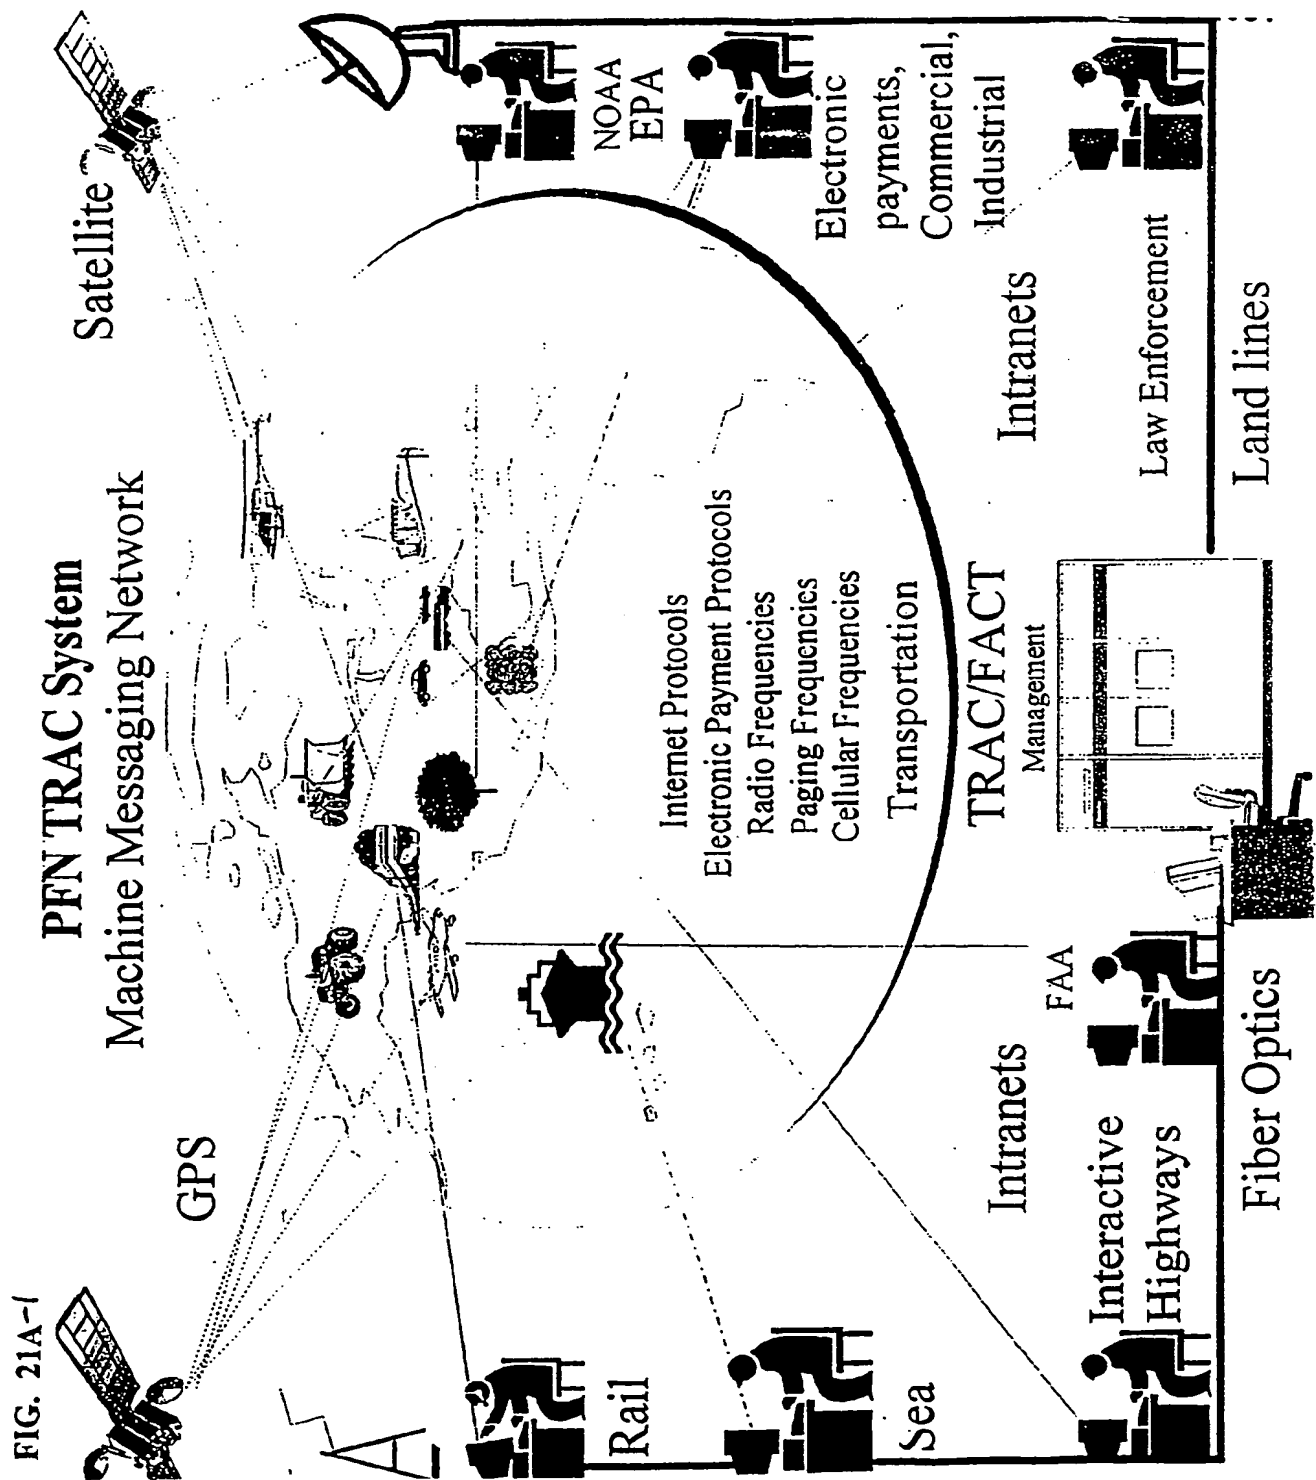 FIG. 21A-1
PFN TRAC System
Machine Messaging Network
GPS
Satellite
Rail
Sea
Interactive
Highways
Intranets
FAA
Internet Protocols
Electronic Payment Protocols
Radio Frequencies
Paging Frequencies
Cellular Frequencies
Transportation
TRAC/FACT
Management
NOAA
EPA
Electronic
payments,
Commercial,
Industrial
Intranets
Law Enforcement
Fiber Optics
Land lines